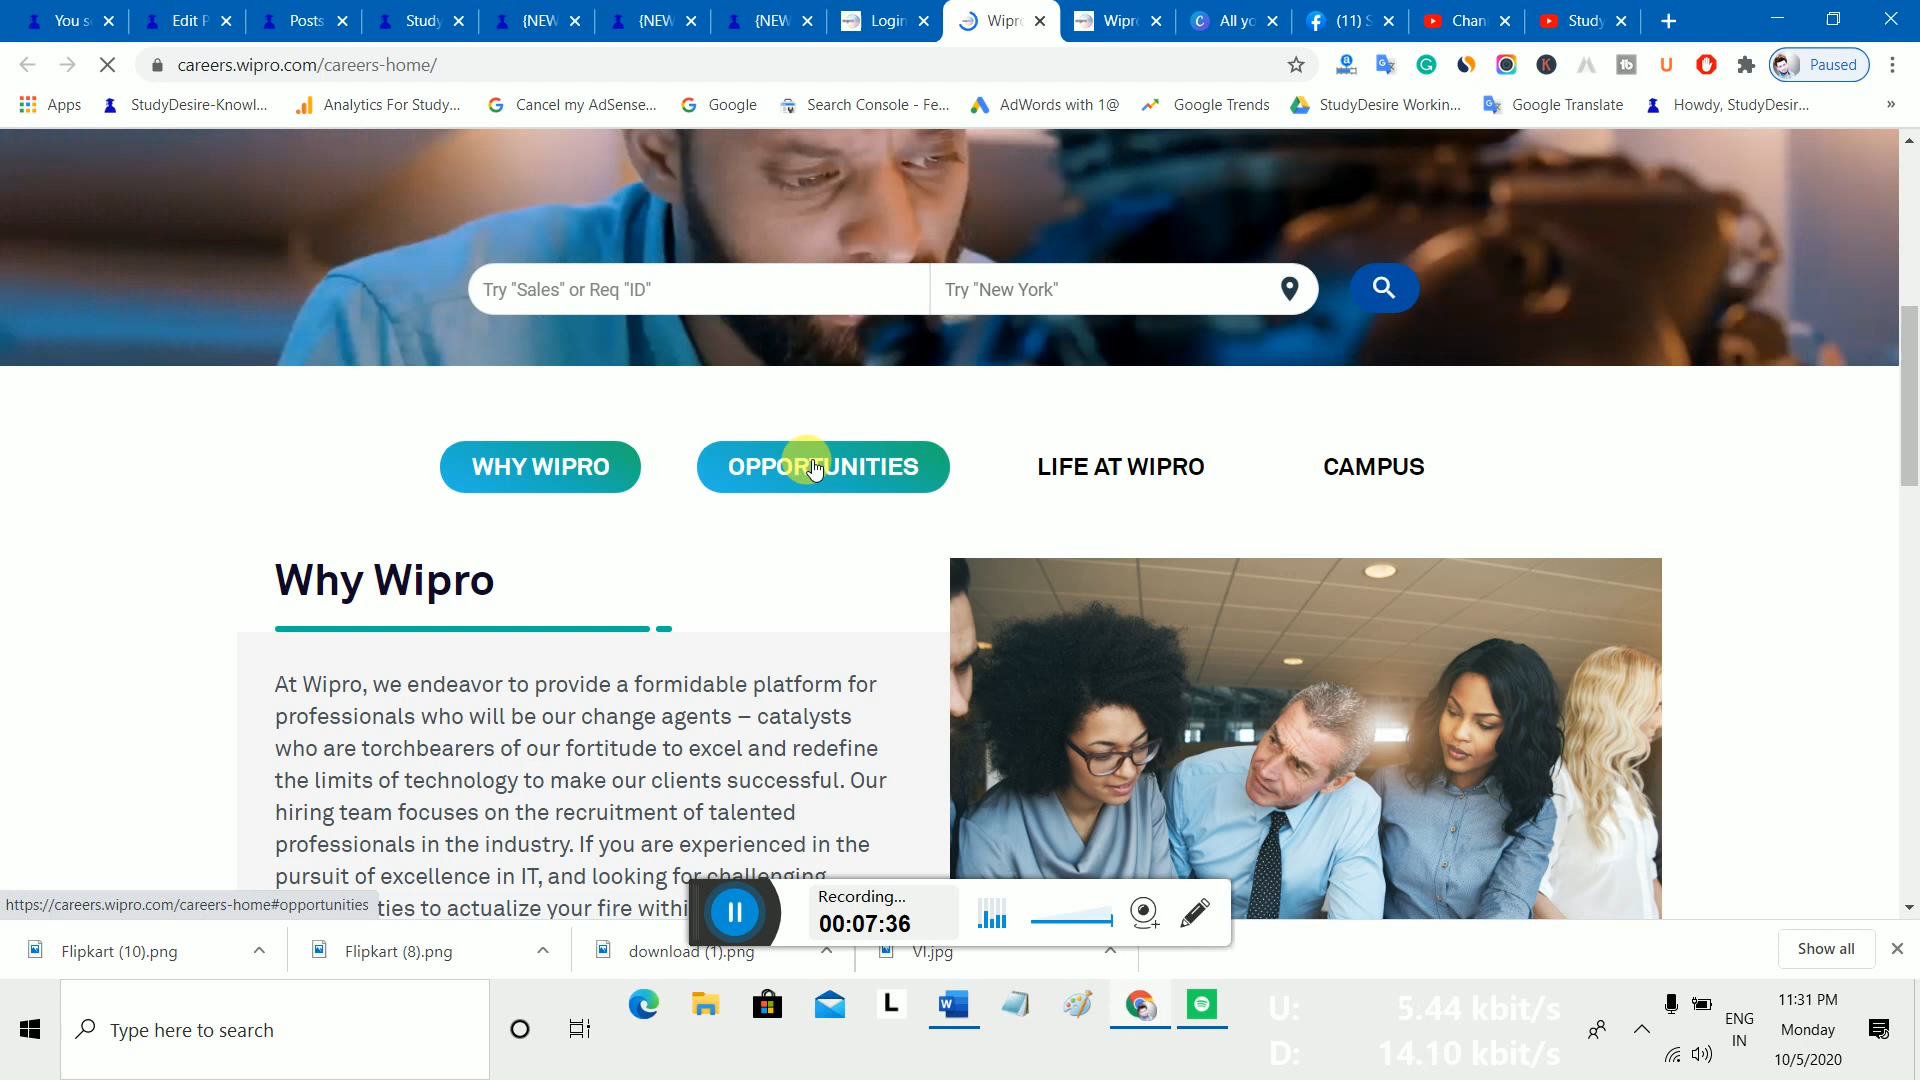 You s
Edit P
Posts
Study
{NEW
{NEW
{NEW
Login
Wipro
Wipro
All yo
(11) S
Chan
Study
careers.wipro.com/careers-home/
Paused
Apps
StudyDesire-Knowl...
Analytics For Study...
Cancel my AdSense...
Google
Search Console - Fe...
AdWords with 1@
Google Trends
StudyDesire Workin...
Google Translate
Howdy, StudyDesir...
»
Try "Sales" or Req "ID"
Try "New York"
WHY WIPRO
OPPORTUNITIES
LIFE AT WIPRO
CAMPUS
Why Wipro
At Wipro, we endeavor to provide a formidable platform for
professionals who will be our change agents – catalysts
who are torchbearers of our fortitude to excel and redefine
the limits of technology to make our clients successful. Our
hiring team focuses on the recruitment of talented
professionals in the industry. If you are experienced in the
pursuit of excellence in IT, and looking for challenging
ties to actualize your fire withi
https://careers.wipro.com/careers-home#opportunities
Recording...
00:07:36
Flipkart (10).png
Flipkart (8).png
download (1).png
VI.jpg
Show all
Type here to search
U: 5.44 kbit/s
D: 14.10 kbit/s
ENG
IN
11:31 PM
Monday
10/5/2020